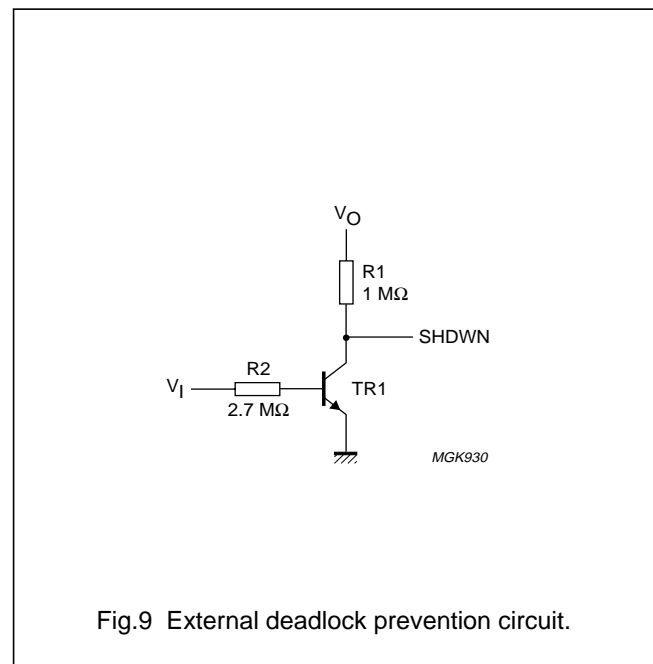 VO
R1
1 MΩ
SHDWN
R2
VI
TR1
2.7 MΩ
MGK930
Fig.9 External deadlock prevention circuit.